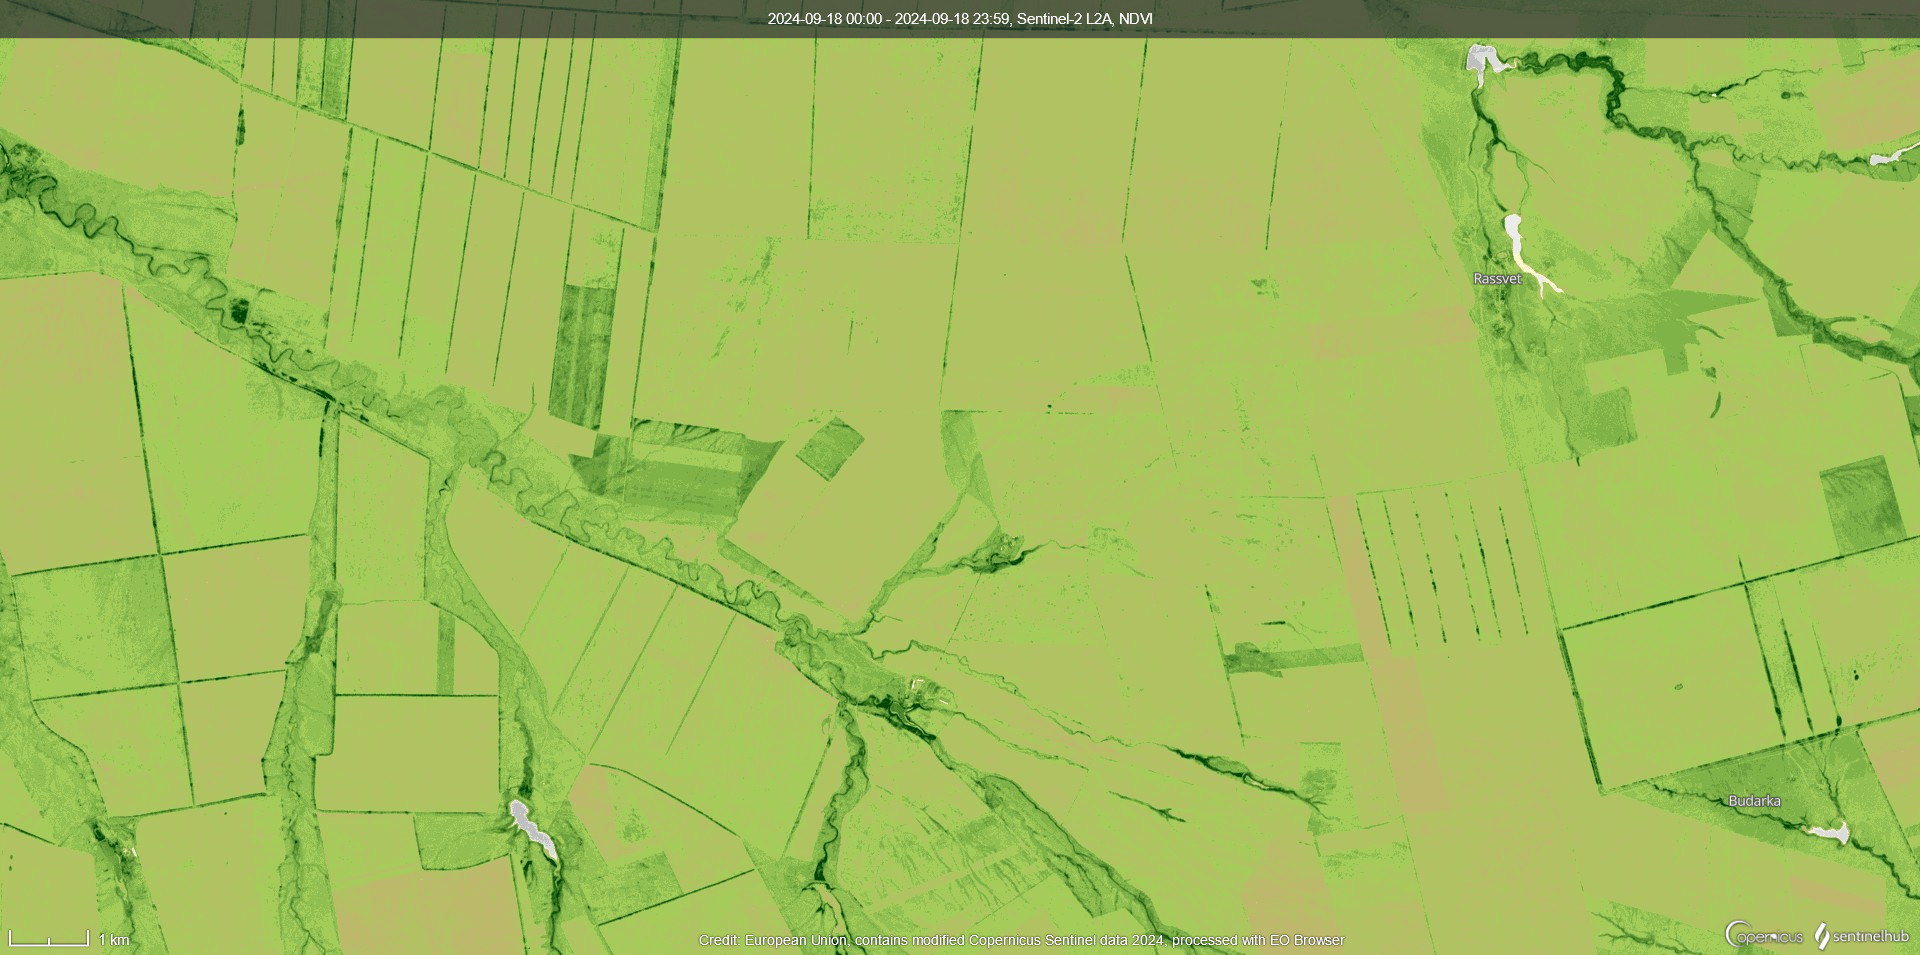 2024-09-18 00:00 - 2024-09-18 23:59, Sentinel-2 L2A, NDVI
Rassvet
Budarka
1 km
Credit: European Union, contains modified Copernicus Sentinel data 2024, processed with EO Browser
opernicus
sentinelhub